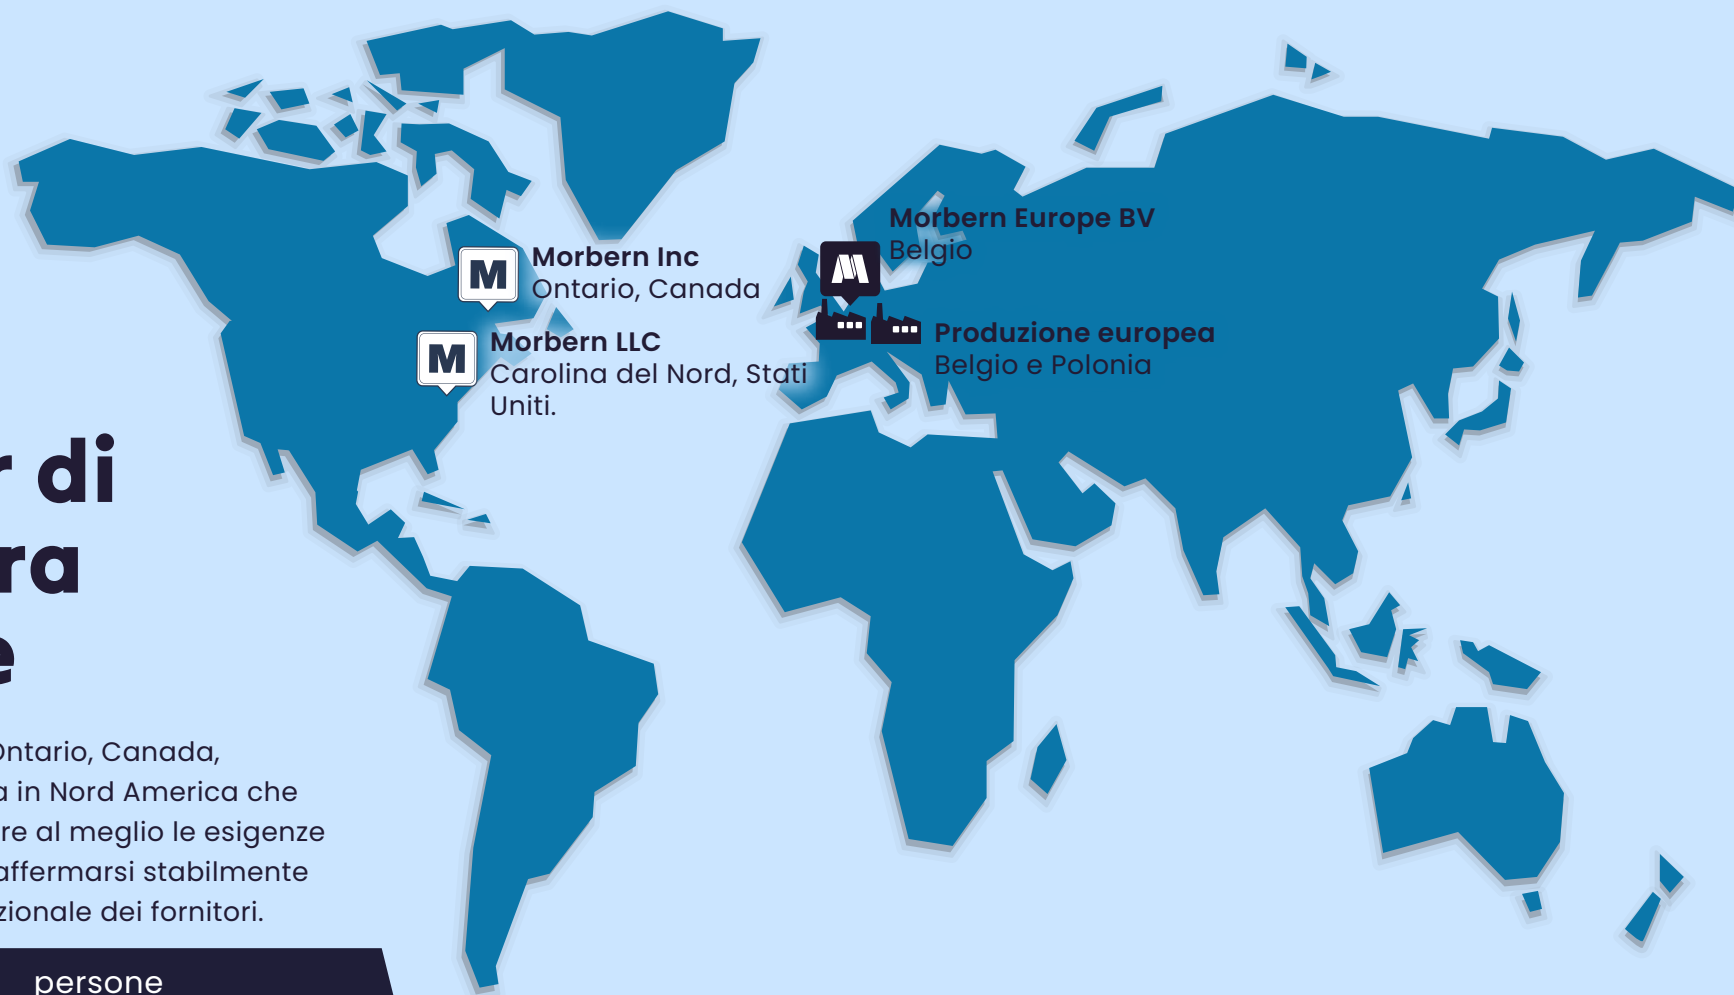 Morbern Europe BV
Belgio
M
Morbern Inc
Ontario, Canada
Produzione europea
Belgio e Polonia
M
Morbern LLC
Carolina del Nord, Stati
Uniti.
di
ra
e
Ontario, Canada,
a in Nord America che
re al meglio le esigenze
affermarsi stabilmente
zionale dei fornitori.
persone